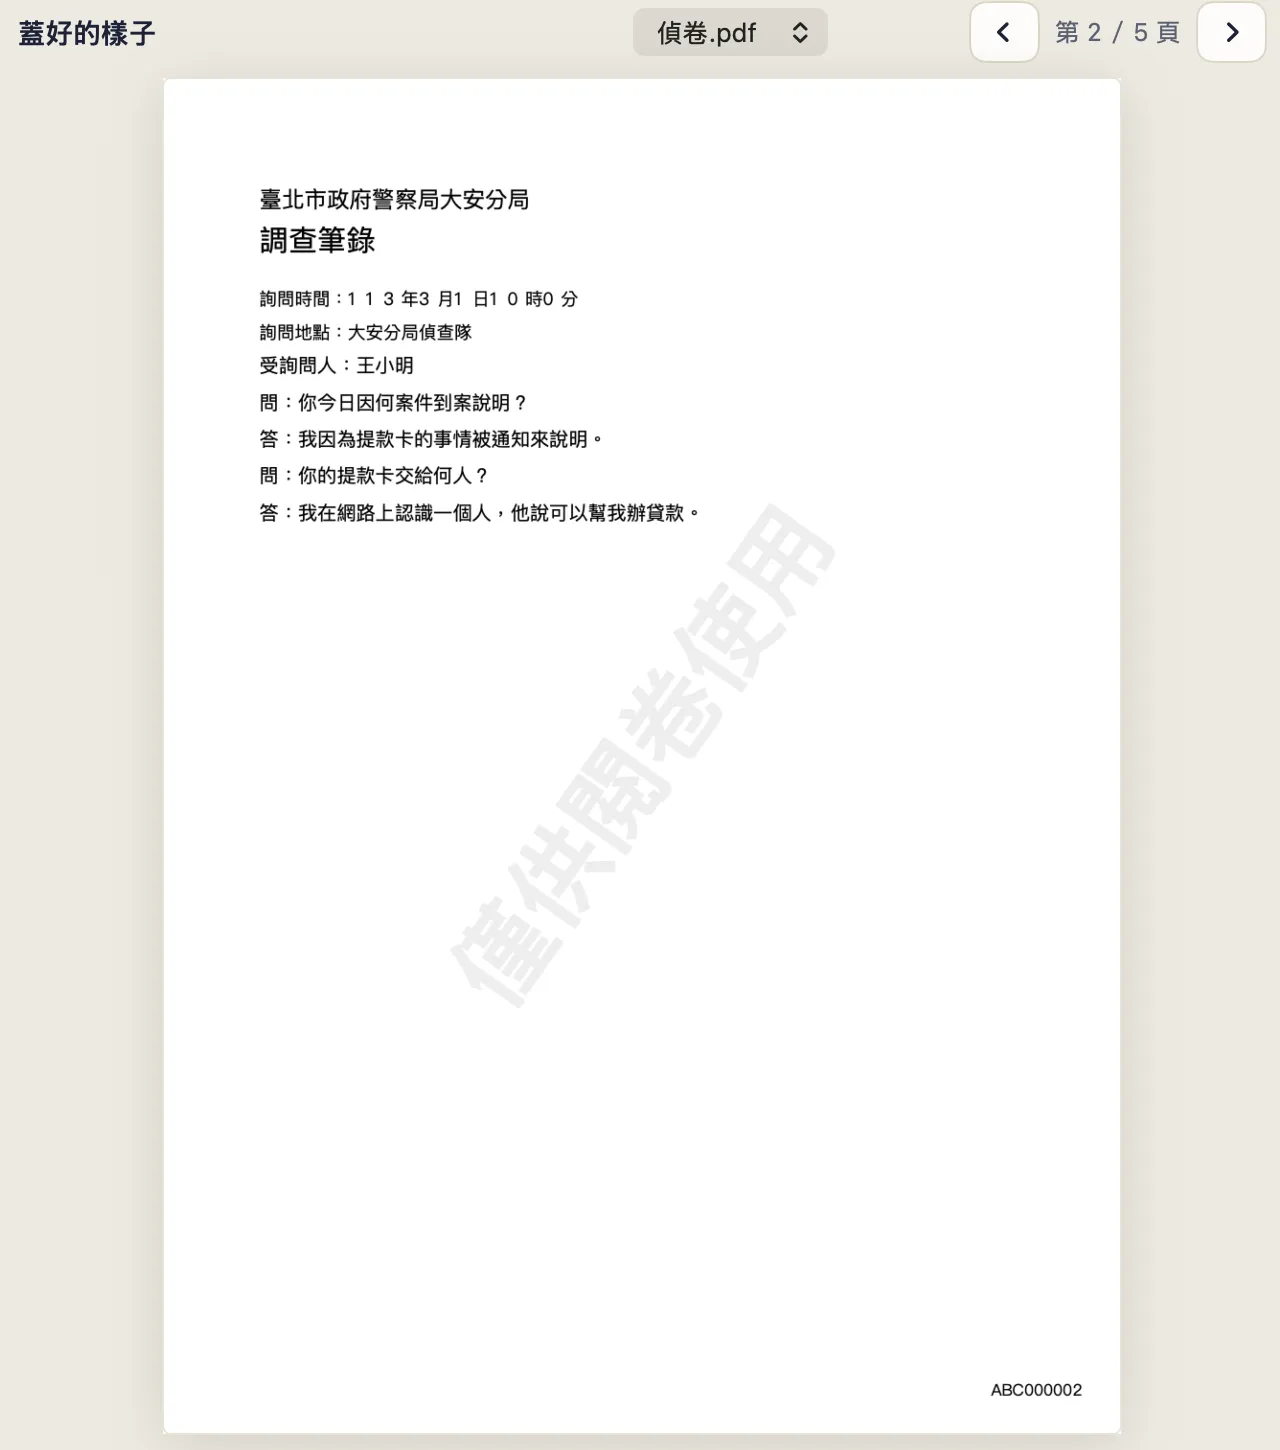 蓋好的樣子
偵卷.pdf
第 2 / 5 頁
臺北市政府警察局大安分局
調查筆錄
詢問時間：1 1 3 年3 月1 日1 0 時0 分
詢問地點：大安分局偵查隊
受詢問人：王小明
問：你今日因何案件到案說明？
答：我因為提款卡的事情被通知來說明。
問：你的提款卡交給何人？
答：我在網路上認識一個人，他說可以幫我辦貸款。
僅供閱卷使用
ABC000002